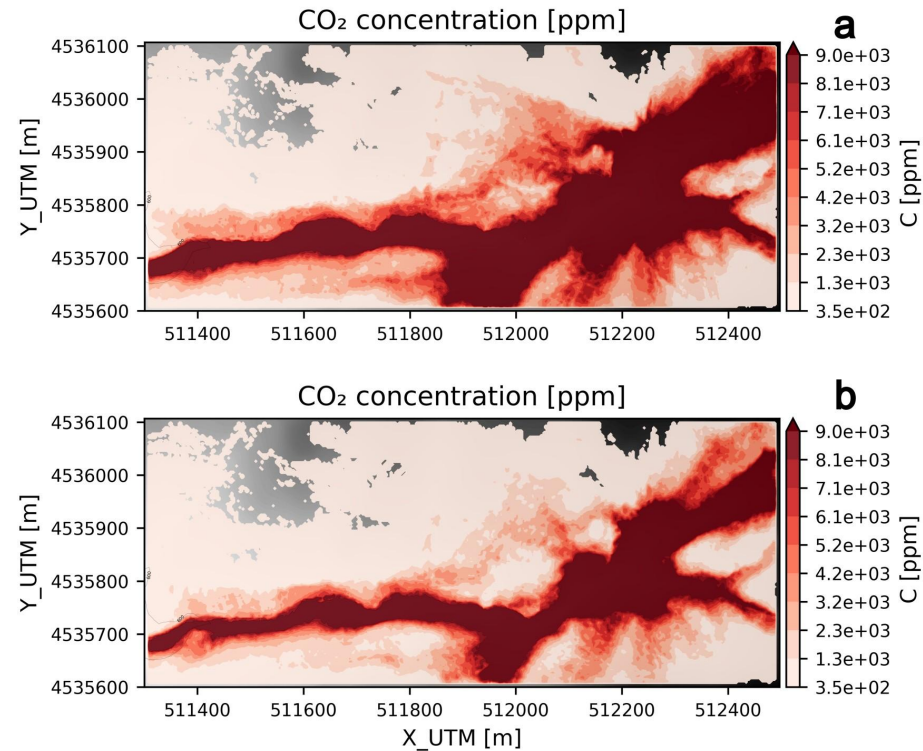 CO₂ concentration [ppm]
a
4536100
4536000
4535900
4535800
4535700
4535600
Y_UTM [m]
511400 511600 511800 512000 512200 512400
9.0e+03
8.1e+03
7.1e+03
6.1e+03
5.2e+03
4.2e+03
3.2e+03
2.3e+03
1.3e+03
3.5e+02
C [ppm]
CO₂ concentration [ppm]
b
4536100
4536000
4535900
4535800
4535700
4535600
Y_UTM [m]
511400 511600 511800 512000 512200 512400
X_UTM [m]
9.0e+03
8.1e+03
7.1e+03
6.1e+03
5.2e+03
4.2e+03
3.2e+03
2.3e+03
1.3e+03
3.5e+02
C [ppm]